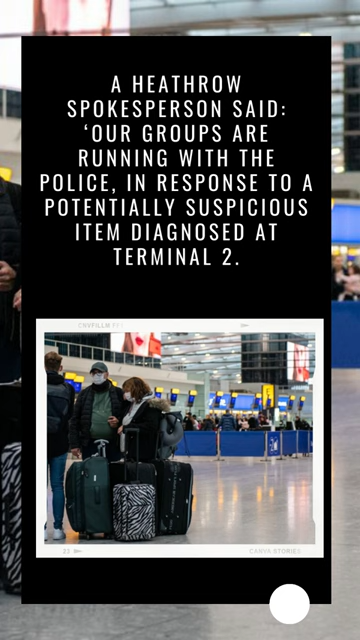 A HEATHROW
SPOKESPERSON SAID:
‘OUR GROUPS ARE
RUNNING WITH THE
POLICE, IN RESPONSE TO A
POTENTIALLY SUSPICIOUS
ITEM DIAGNOSED AT
TERMINAL 2.
23
CANVA STORIES